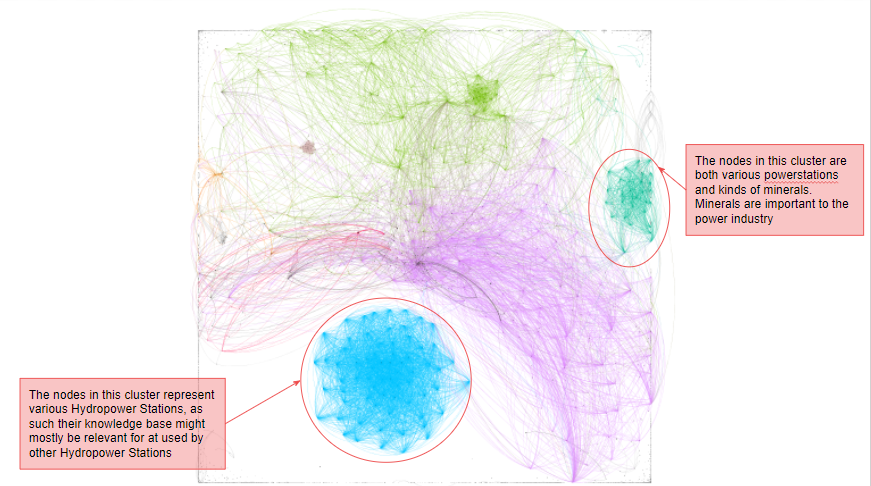 The nodes in this cluster are
both various powerstations
and kinds of minerals.
Minerals are important to the
power industry
The nodes in this cluster represent
various Hydropower Stations, as
such their knowledge base might
mostly be relevant for at used by
other Hydropower Stations